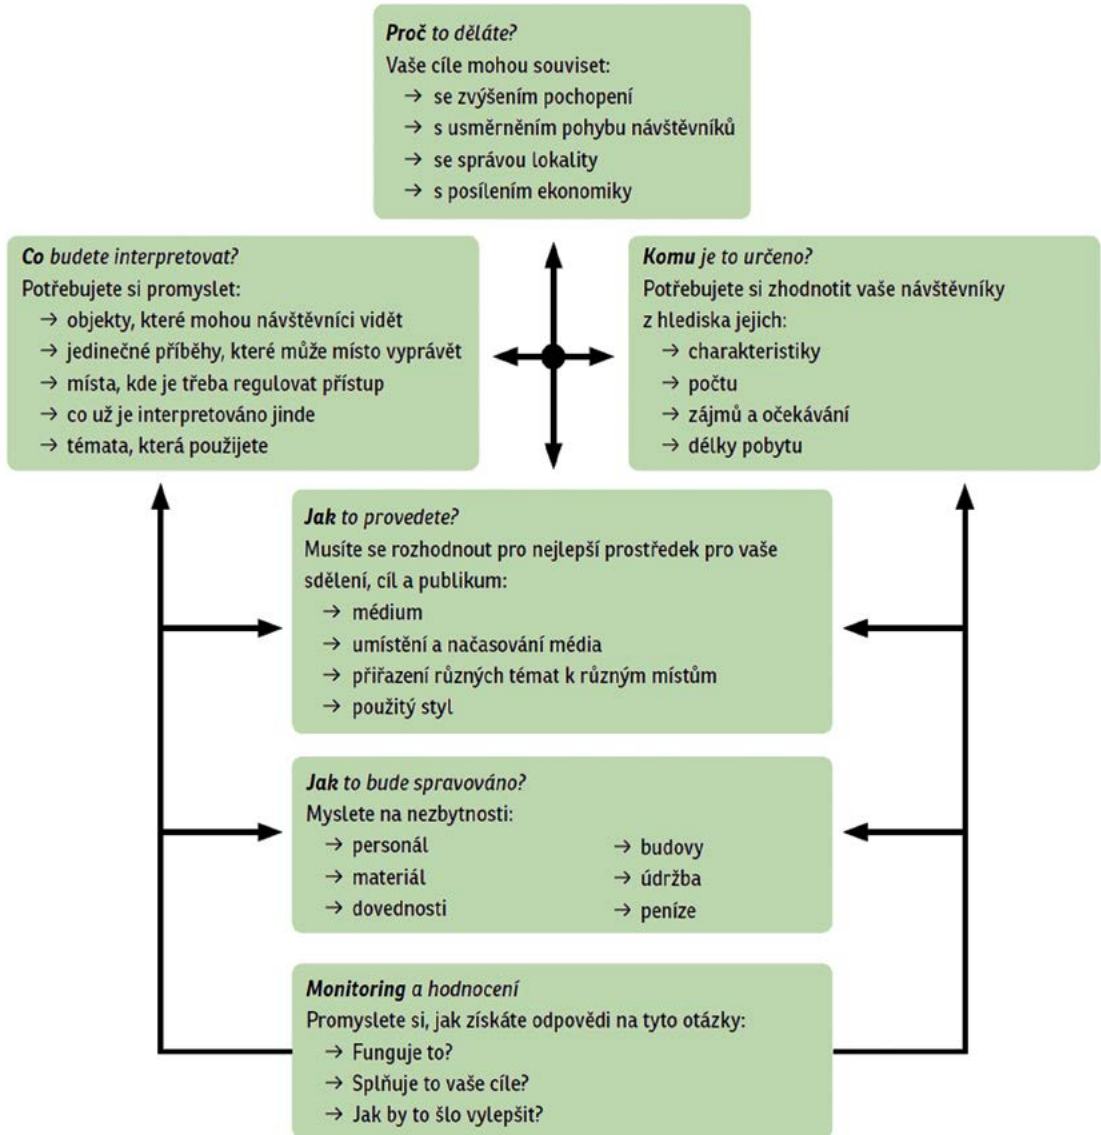 Proč to děláte?
Vaše cíle mohou souviset:
→ se zvýšením pochopení
→ s usměrněním pohybu návštěvníků
→ se správou lokality
→ s posílením ekonomiky
Co budete interpretovat?
Potřebujete si promyslet:
→ objekty, které mohou návštěvníci vidět
→ jedinečné příběhy, které může místo vyprávět
→ místa, kde je třeba regulovat přístup
→ co už je interpretováno jinde
→ témata, která použijete
Komu je to určeno?
Potřebujete si zhodnotit vaše návštěvníky
z hlediska jejich:
→ charakteristiky
→ počtu
→ zájmů a očekávání
→ délky pobytu
Jak to provedete?
Musíte se rozhodnout pro nejlepší prostředek pro vaše
sdělení, cíl a publikum:
→ médium
→ umístění a načasování média
→ přiřazení různých témat k různým místům
→ použitý styl
Jak to bude spravováno?
Myslete na nezbytnosti:
→ personál
→ materiál
→ dovednosti
→ budovy
→ údržba
→ peníze
Monitoring a hodnocení
Promyslete si, jak získáte odpovědi na tyto otázky:
→ Funguje to?
→ Splňuje to vaše cíle?
→ Jak by to šlo vylepšit?